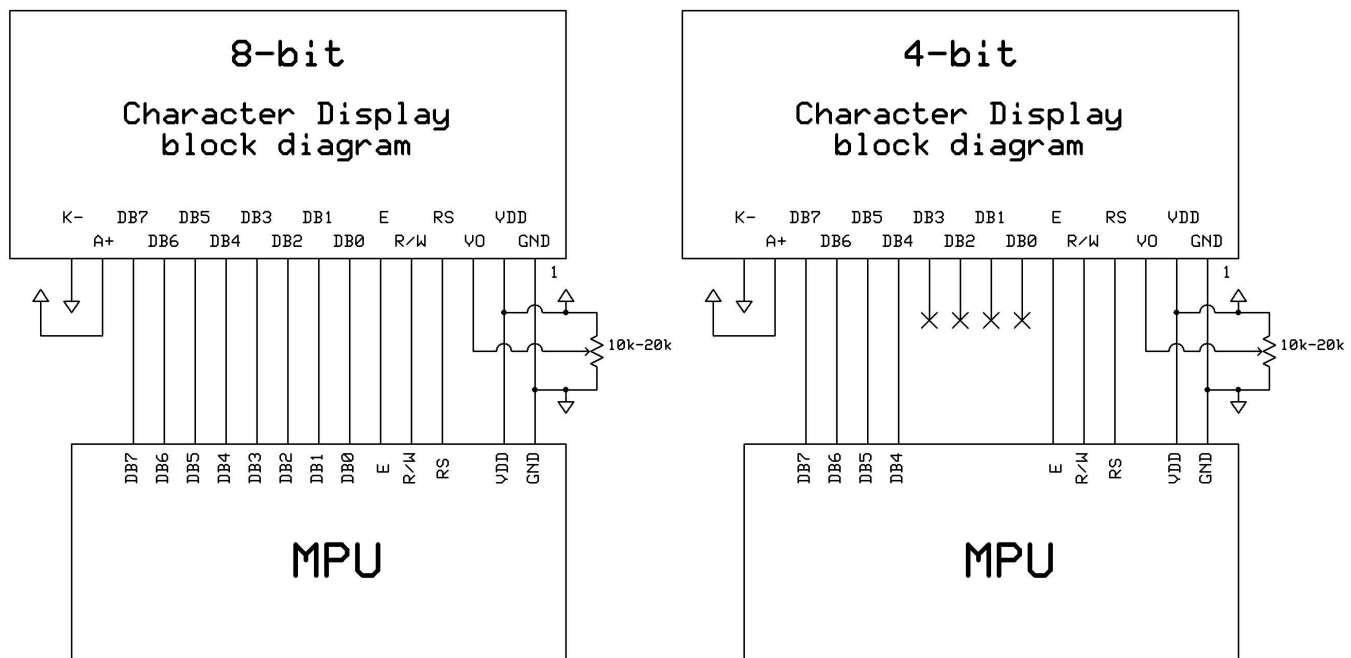 8-bit
Character Display
block diagram
K- DB7 DB5 DB3 DB1 E RS VDD
A+ DB6 DB4 DB2 DB0 R/W VO GND
1
10k-20k
DB7 DB6 DB5 DB4 DB3 DB2 DB1 DB0 E R/W RS VDD GND
MPU
4-bit
Character Display
block diagram
K- DB7 DB5 DB3 DB1 E RS VDD
A+ DB6 DB4 DB2 DB0 R/W VO GND
1
10k-20k
DB7 DB6 DB5 DB4 E R/W RS VDD GND
MPU